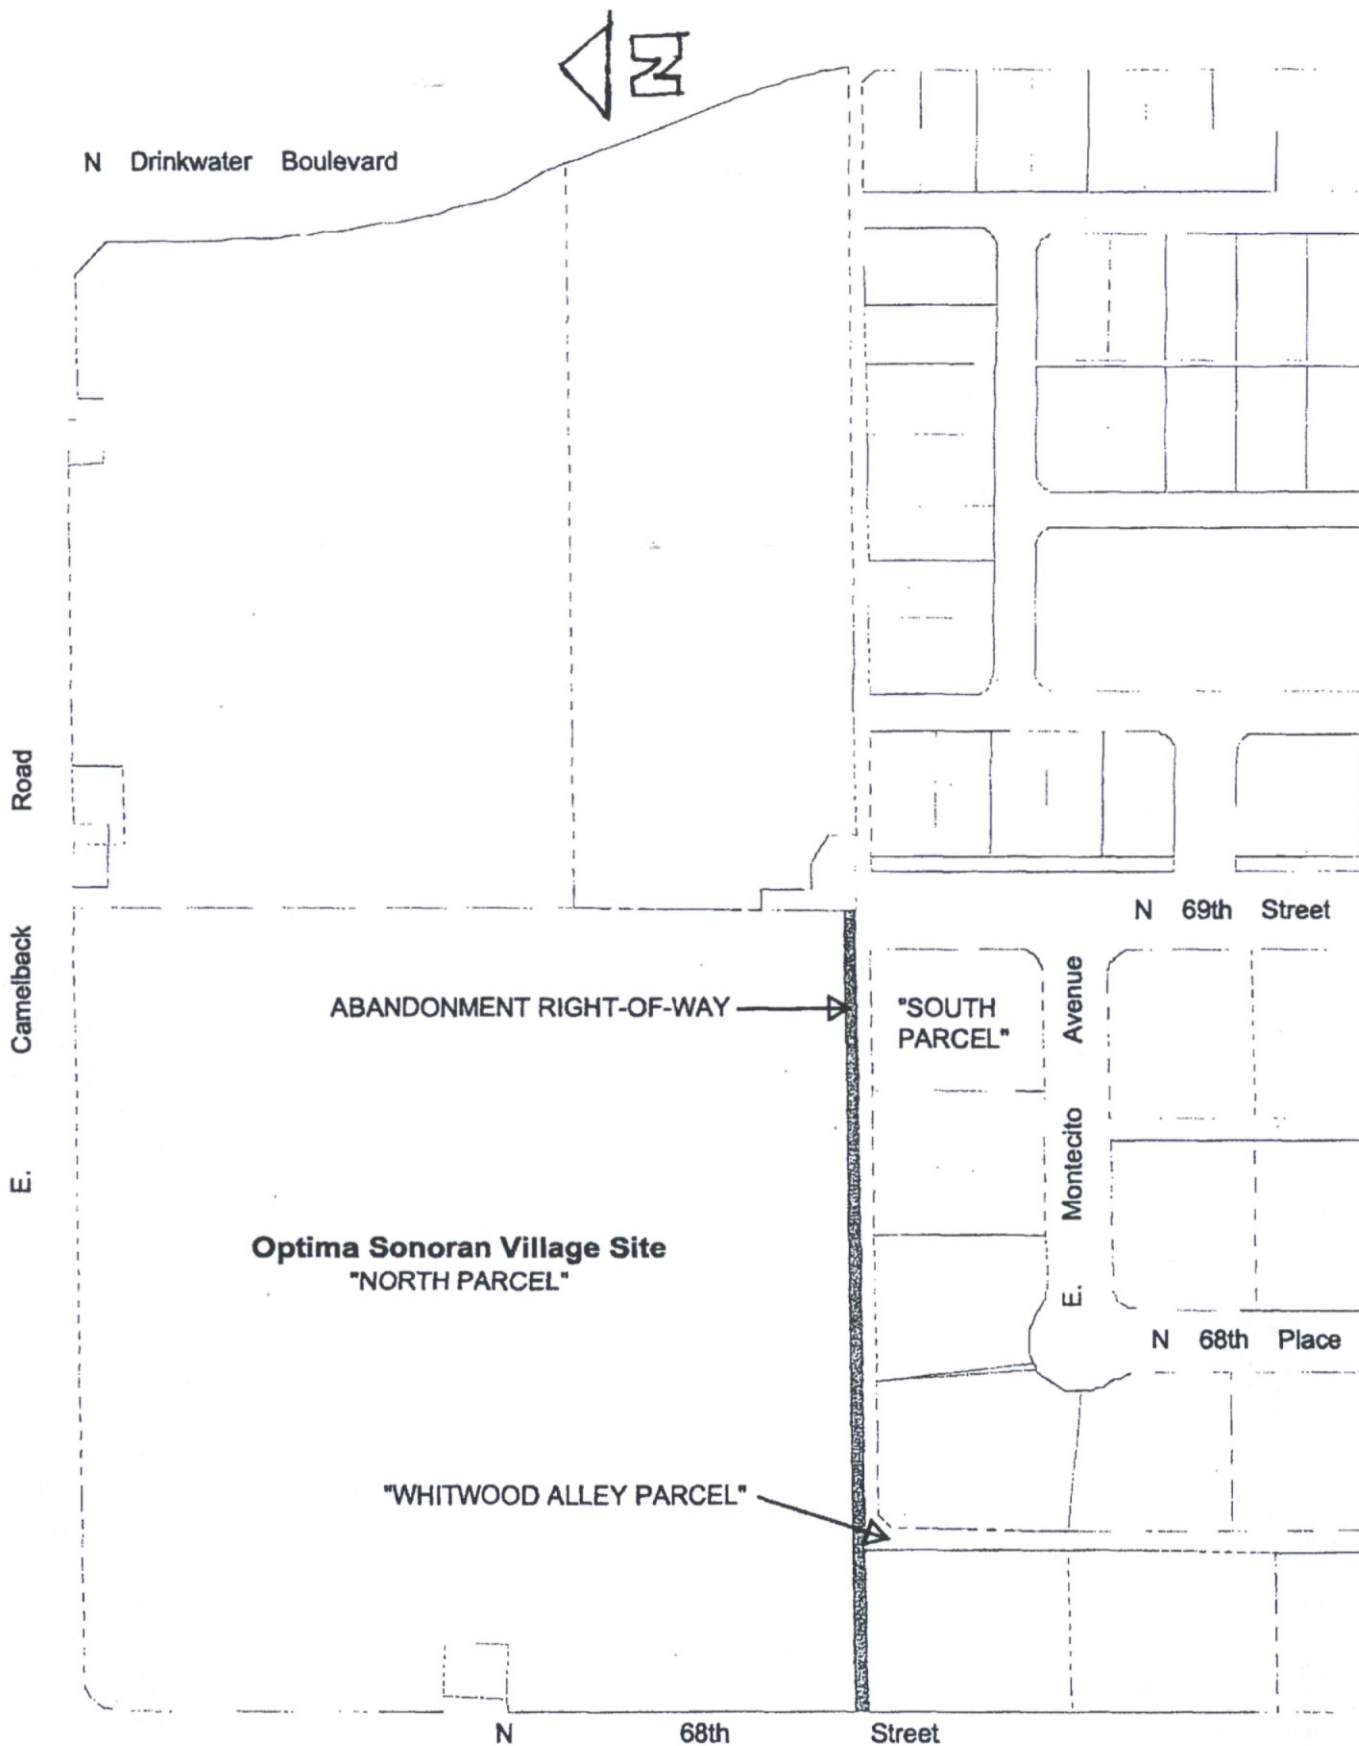 N
N Drinkwater Boulevard
E. Camelback Road
N 69th Street
ABANDONMENT RIGHT-OF-WAY
"SOUTH
PARCEL"
E. Montecito Avenue
Optima Sonoran Village Site
"NORTH PARCEL"
N 68th Place
"WHITWOOD ALLEY PARCEL"
N 68th Street